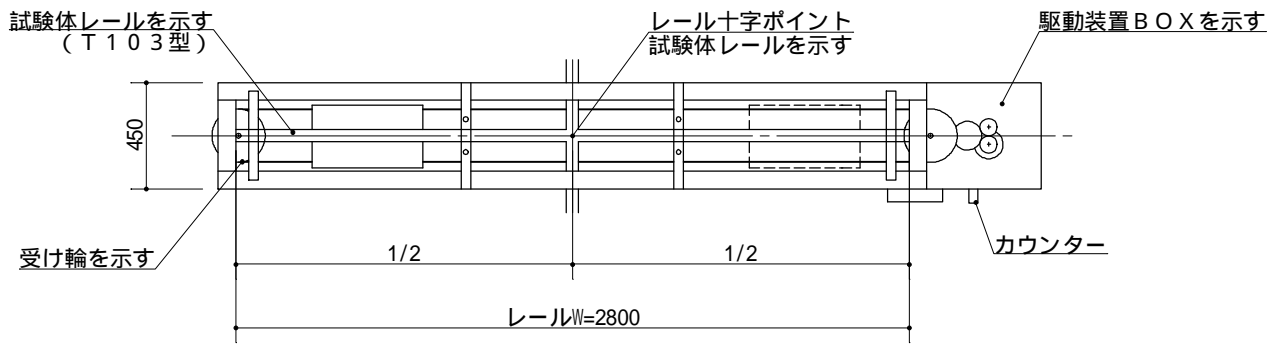 試験体レールを示す
（Ｔ１０３型）
レール十字ポイント
試験体レールを示す
駆動装置ＢＯＸを示す
450
受け輪を示す
1/2
1/2
カウンター
レールW=2800